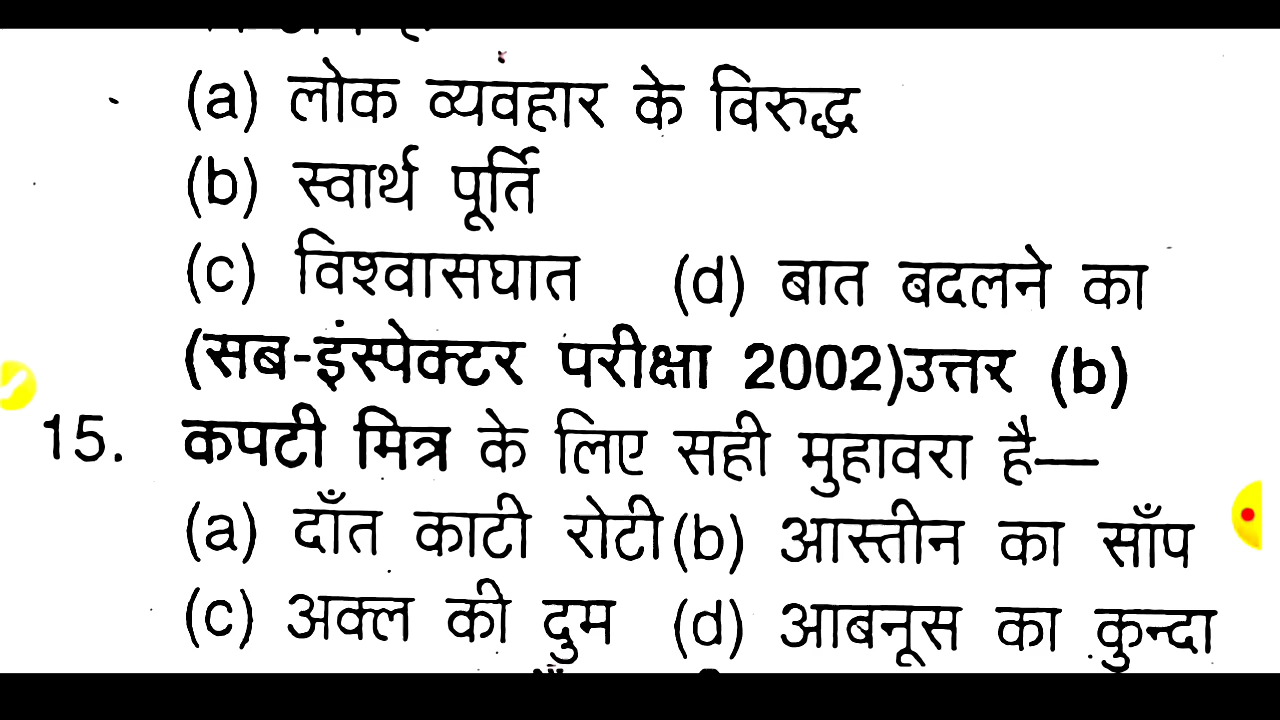 (a) लोक व्यवहार के विरुद्ध
(b) स्वार्थ पूर्ति
(c) विश्वासघात (d) बात बदलने का
(सब-इंस्पेक्टर परीक्षा 2002)उत्तर (b)
15. कपटी मित्र के लिए सही मुहावरा है—
(a) दाँत काटी रोटी(b) आस्तीन का साँप
(c) अक्ल की दुम (d) आबनूस का कुन्दा